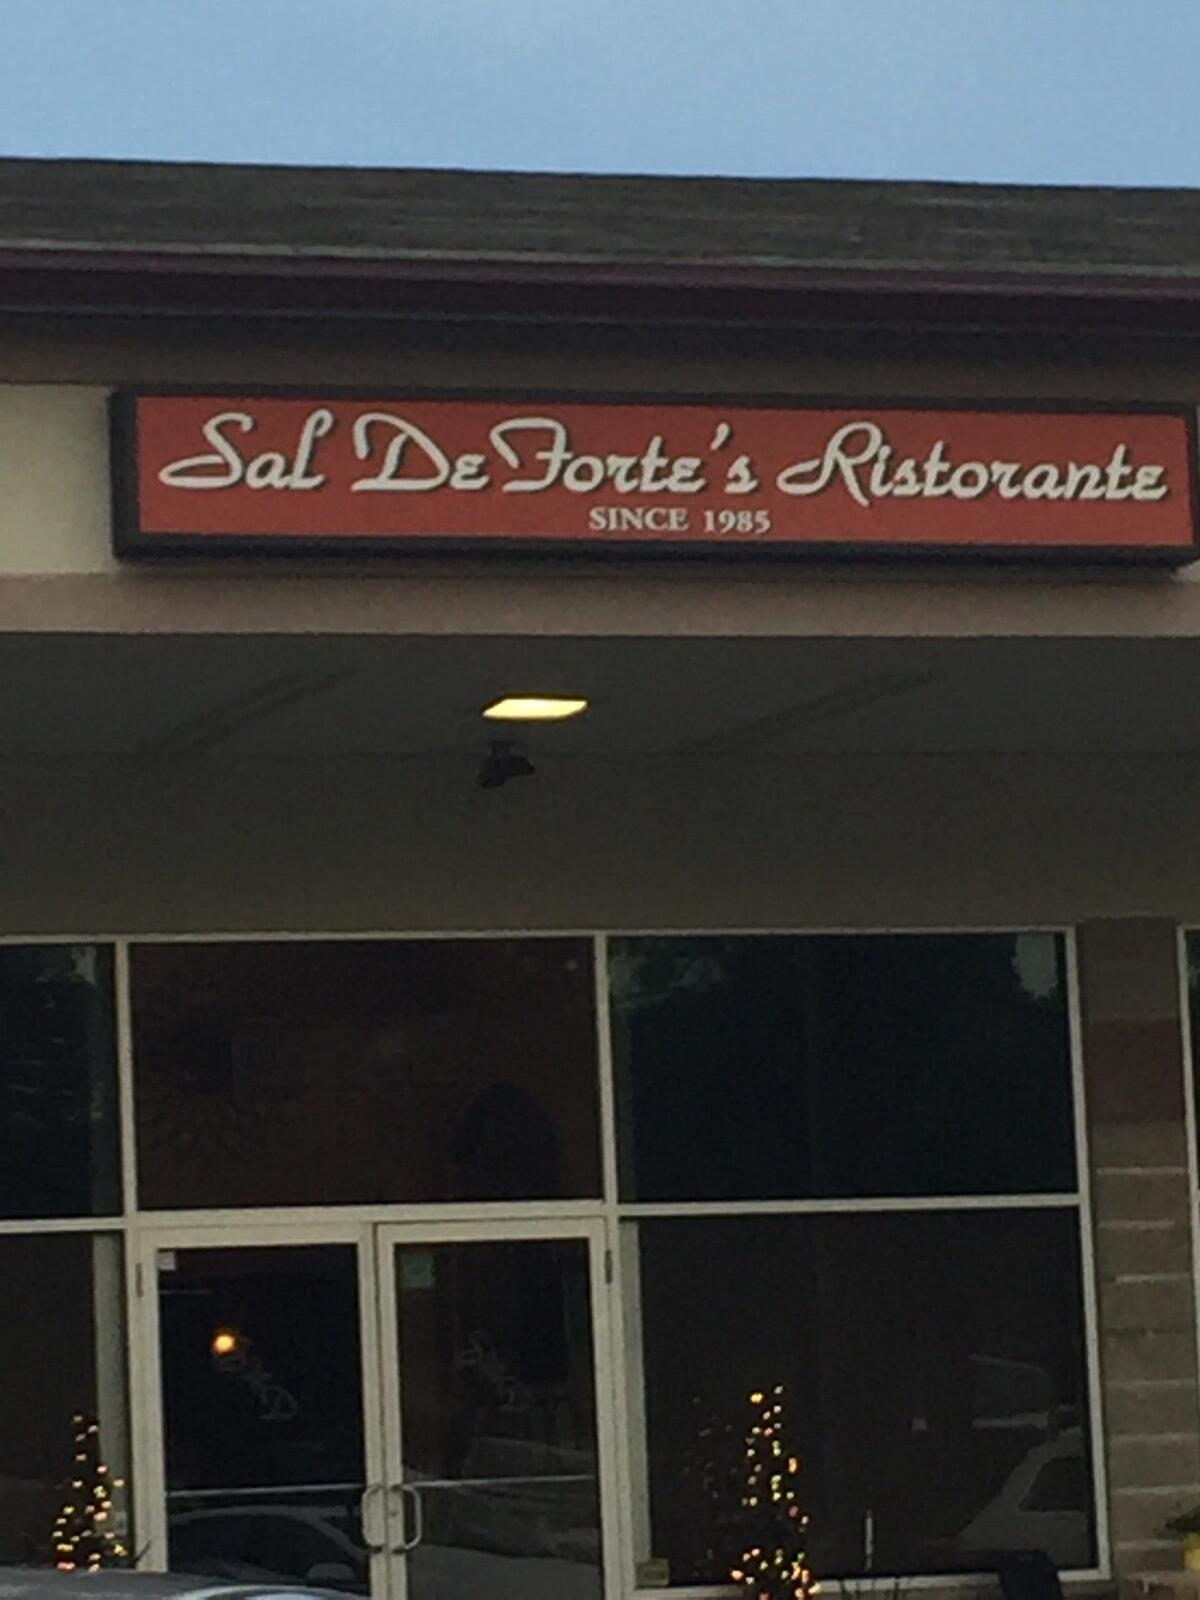 Sal DeForte's Ristorante
SINCE 1985